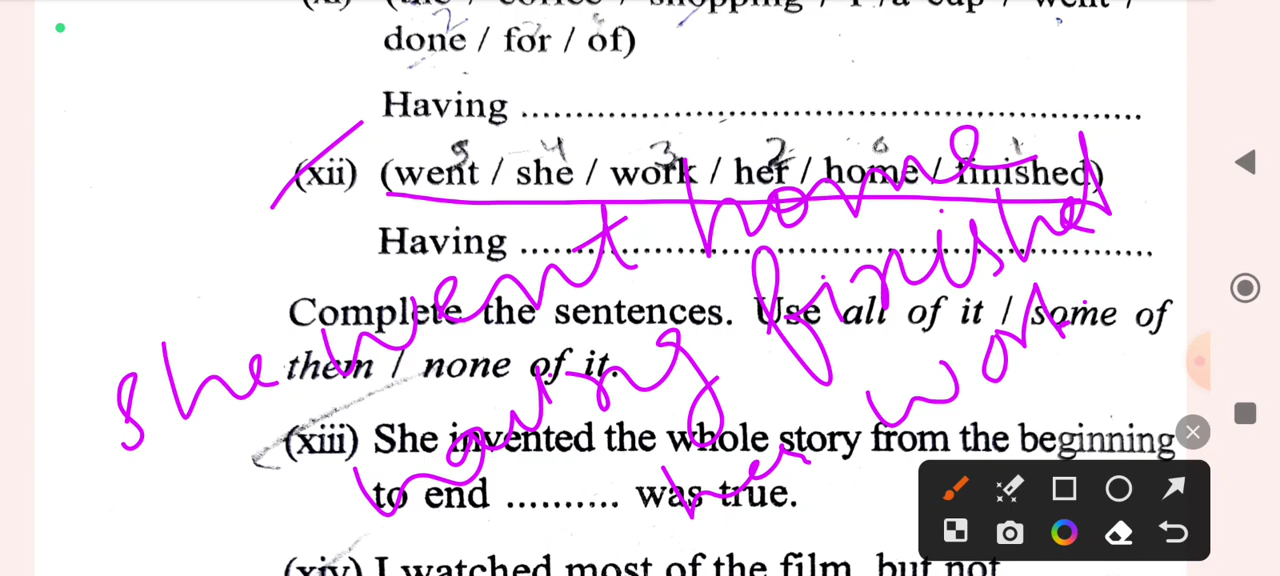 done / for / of)
Having ..........................................................
(xii) (went / she / work / her / home / finished)
5 4 3 2 6 1
Having ..........................................................
Complete the sentences. Use all of it / some of
them / none of it.
(xiii) She invented the whole story from the beginning
to end .......... was true.
(xiv) I watched most of the film, but not
She went home
having finished
her work